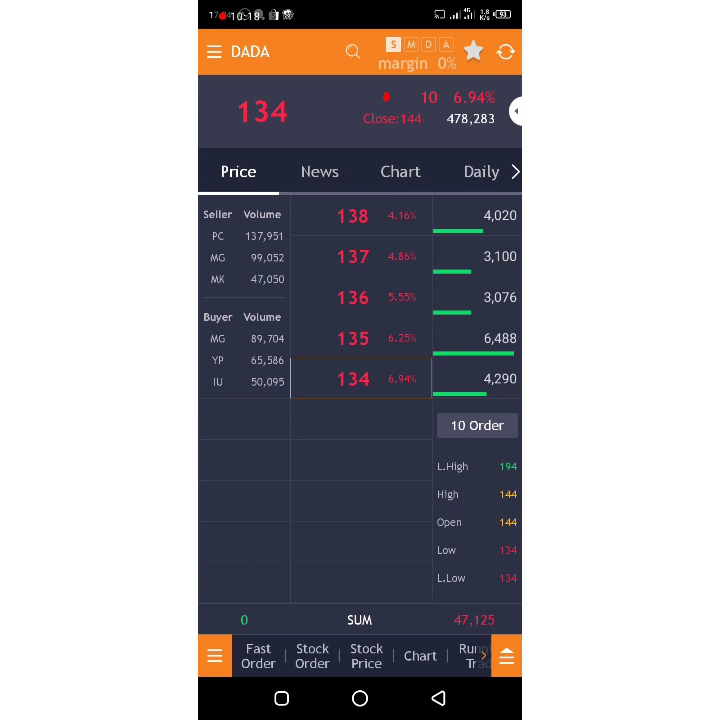 10:18
1.8
K/s
93
DADA
S M D A
margin 0%
134
10 6.94%
Close:144 478,283
Price News Chart Daily
Seller Volume
PC 137,951
MG 99,052
MK 47,050
Buyer Volume
MG 89,704
YP 65,586
IU 50,095
138 4.16% 4,020
137 4.86% 3,100
136 5.55% 3,076
135 6.25% 6,488
134 6.94% 4,290
10 Order
L.High 194
High 144
Open 144
Low 134
L.Low 134
0 SUM 47,125
Fast
Order
Stock
Order
Stock
Price
Chart